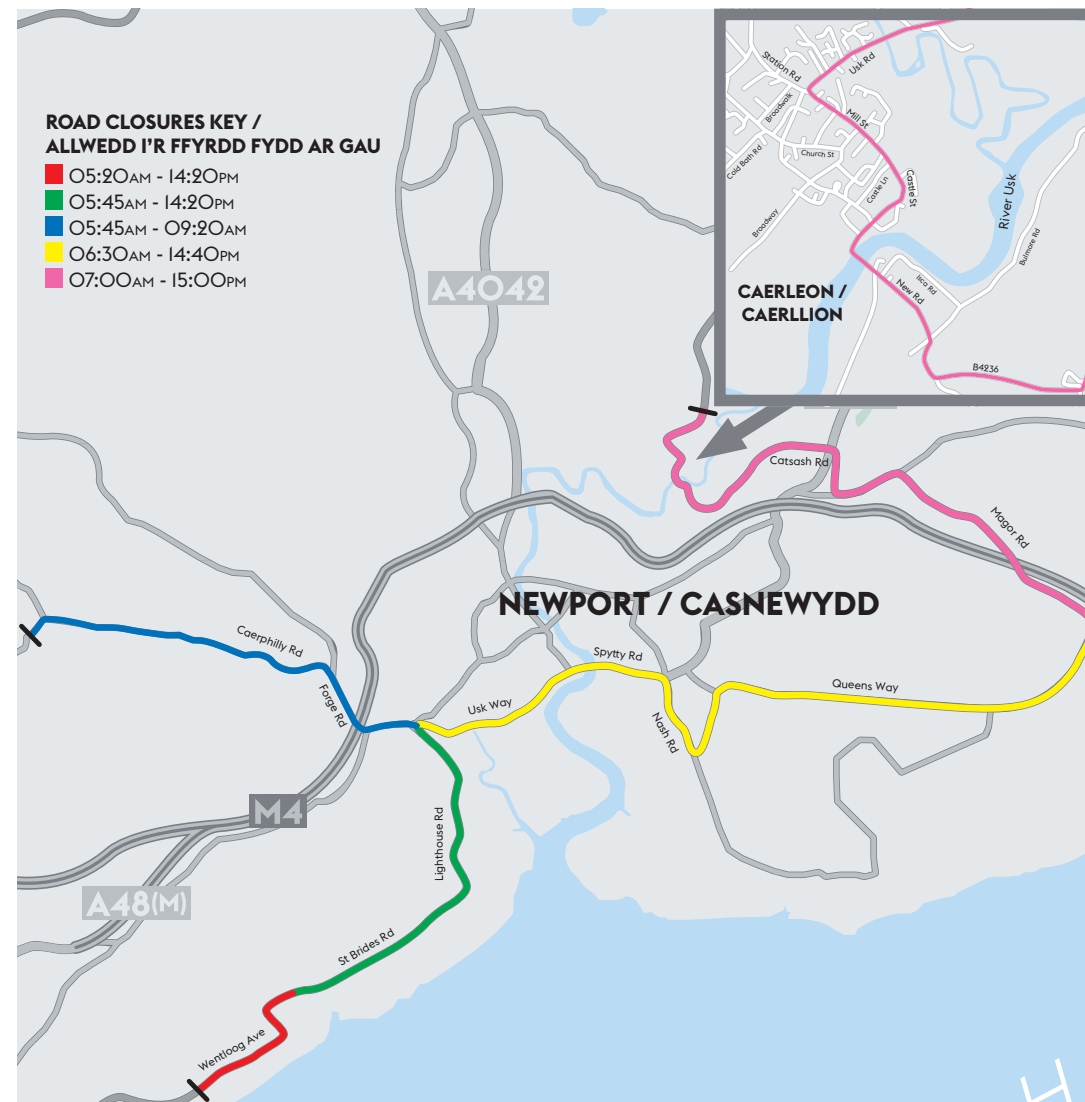 ROAD CLOSURES KEY /
ALLWEDD I'R FFYRDD FYDD AR GAU
05:20AM - 14:20PM
05:45AM - 14:20PM
05:45AM - 09:20AM
06:30AM - 14:40PM
07:00AM - 15:00PM
Station Rd
Usk Rd
Broadwalk
Mill St
Church St
Cold Bath Rd
Castle Ln
Castle St
Broadway
River Usk
Bulmore Rd
Isca Rd
New Rd
CAERLEON /
CAERLLION
B4236
A4042
Catsash Rd
Magor Rd
NEWPORT / CASNEWYDD
Caerphilly Rd
Forge Rd
Spytty Rd
Usk Way
Nash Rd
Queens Way
M4
Lighthouse Rd
A48(M)
St Brides Rd
Wentloog Ave